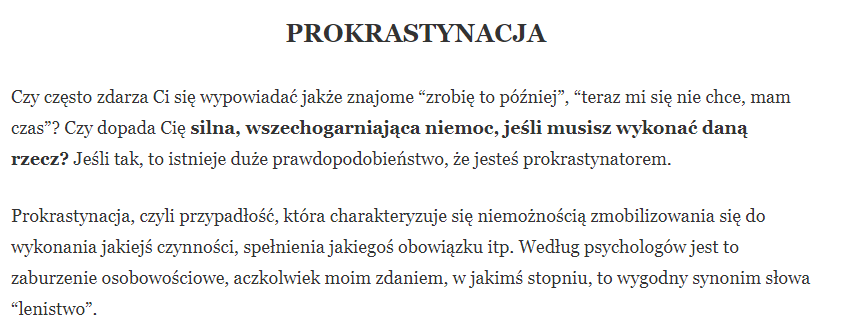 PROKRASTYNACJA
Czy często zdarza Ci się wypowiadać jakże znajome “zrobię to później”, “teraz mi się nie chce, mam
czas”? Czy dopada Cię silna, wszechogarniająca niemoc, jeśli musisz wykonać daną
rzecz? Jeśli tak, to istnieje duże prawdopodobieństwo, że jesteś prokrastynatorem.
Prokrastynacja, czyli przypadłość, która charakteryzuje się niemożnością zmobilizowania się do
wykonania jakiejś czynności, spełnienia jakiegoś obowiązku itp. Według psychologów jest to
zaburzenie osobowościowe, aczkolwiek moim zdaniem, w jakimś stopniu, to wygodny synonim słowa
“lenistwo”.